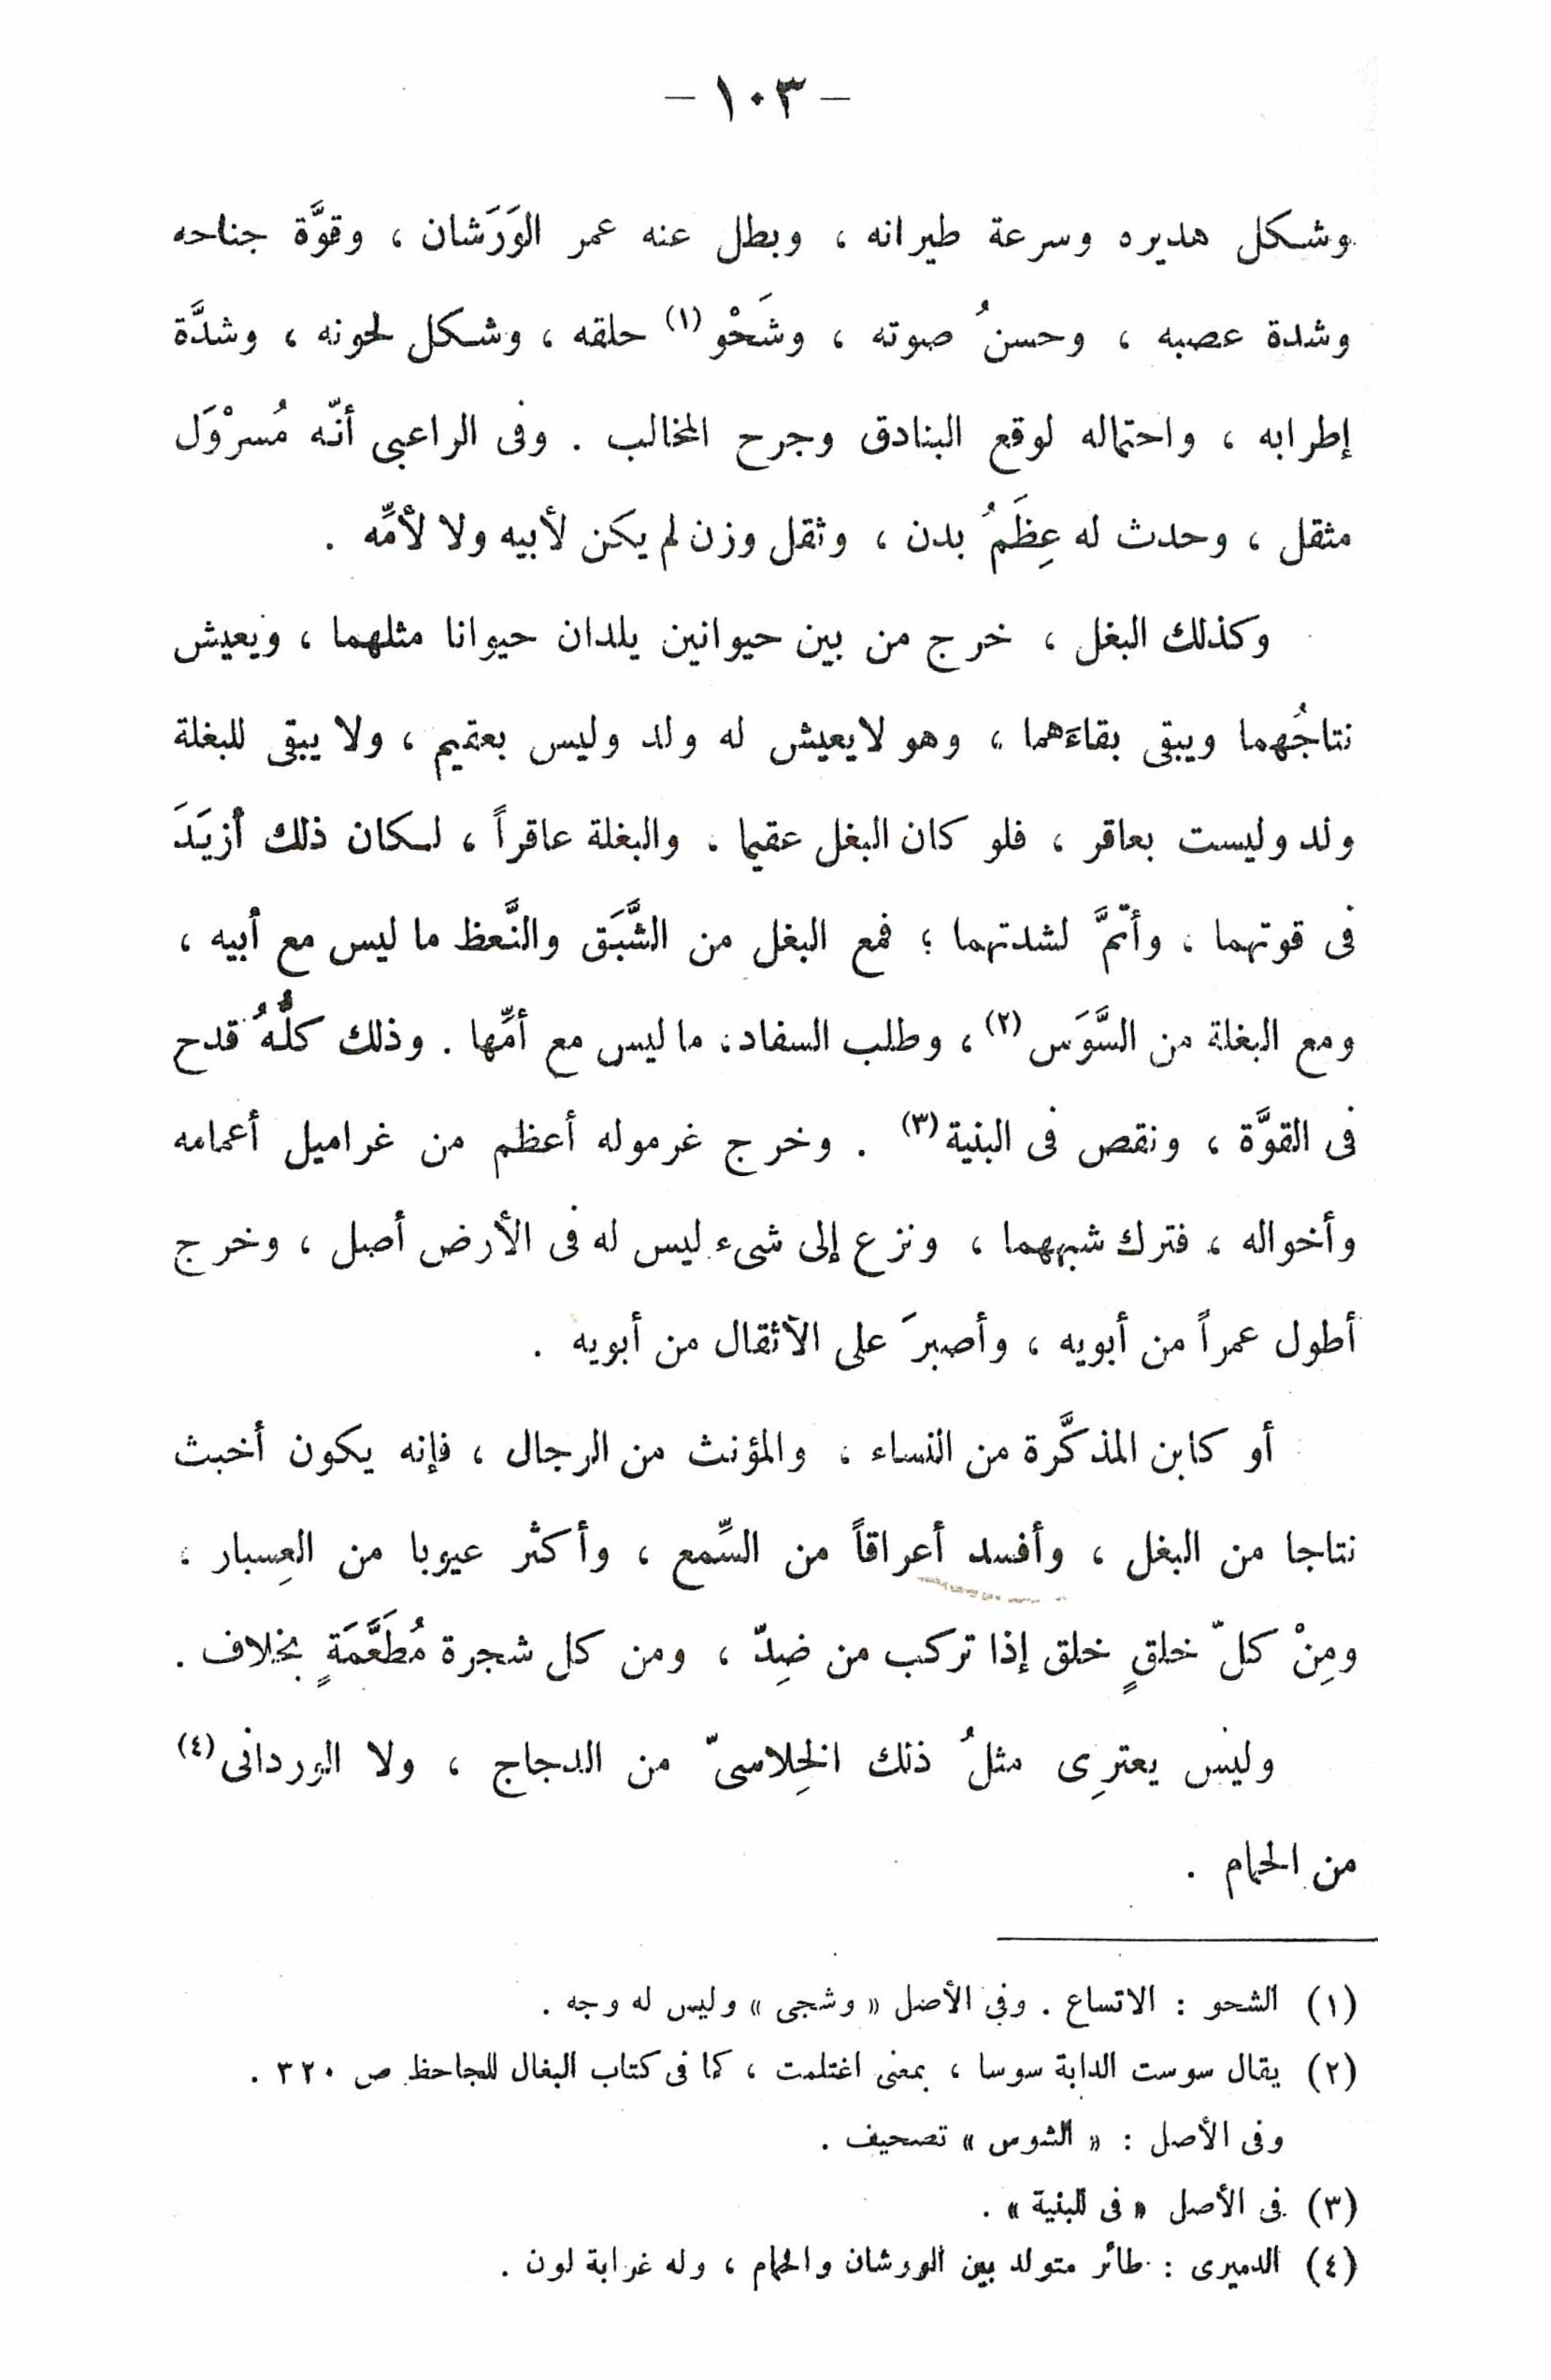 — ١٠٣ —
وشكل هديره وسرعة طيرانه ، وبطل عنه عمر الوَرَشان ، وقوَّة جناحه
وشدة عصبه ، وحسنُ صوته ، وشَحْو (١) حلقه ، وشكل لحونه ، وشدَّة
إطرابه ، واحتماله لوقع البنادق وجرح المخالب . وفى الراعبى أنّه مُسرْوَل
مثقل ، وحدث له عِظَمُ بدن ، وثقل وزن لم يكن لأبيه ولا لأمِّه .
وكذلك البغل ، خرج من بين حيوانين يلدان حيوانا مثلهما ، ويعيش
نتاجُهما ويبقى بقاءَهما ، وهو لايعيش له ولد وليس بعقيم ، ولا يبقى للبغلة
ولد وليست بعاقر ، فلو كان البغل عقيما ، والبغلة عاقراً ، لكان ذلك أزيَدَ
فى قوتهما ، وأتمَّ لشدتهما ؛ فمع البغل من الشَّبَق والنَّعظ ما ليس مع أبيه ،
ومع البغلة من السَّوَس (٢) ، وطلب السفاد ، ما ليس مع أمِّها . وذلك كلُّهُ قدح
فى القوَّة ، ونقص فى البنية (٣) . وخرج غرموله أعظم من غراميل أعمامه
وأخواله ، فترك شبههما ، ونزع إلى شىء ليس له فى الأرض أصل ، وخرج
أطول عمراً من أبويه ، وأصبرَ على الأثقال من أبويه .
أو كابن المذكَّرة من النساء ، والمؤنث من الرجال ، فإنه يكون أخبث
نتاجا من البغل ، وأفسد أعراقاً من السِّمع ، وأكثر عيوبا من العِسبار ،
ومِنْ كلّ خلقٍ خلق إذا تركب من ضِدّ ، ومن كل شجرة مُطَعَّمَةٍ بخلاف .
وليس يعترِى مثلُ ذلك الخِلاسىّ من الدجاج ، ولا الوردانى (٤)
من الحمام .
(١) الشحو : الاتساع . وفى الأصل « وشجى » وليس له وجه .
(٢) يقال سوست الدابة سوسا ، بمعنى اغتلمت ، كما فى كتاب البغال للجاحظ ص ٣٢٠ .
وفى الأصل : « الشوس » تصحيف .
(٣) فى الأصل « فى للبنية » .
(٤) الدميرى : طائر متولد بين الورشان والحمام ، وله غرابة لون .